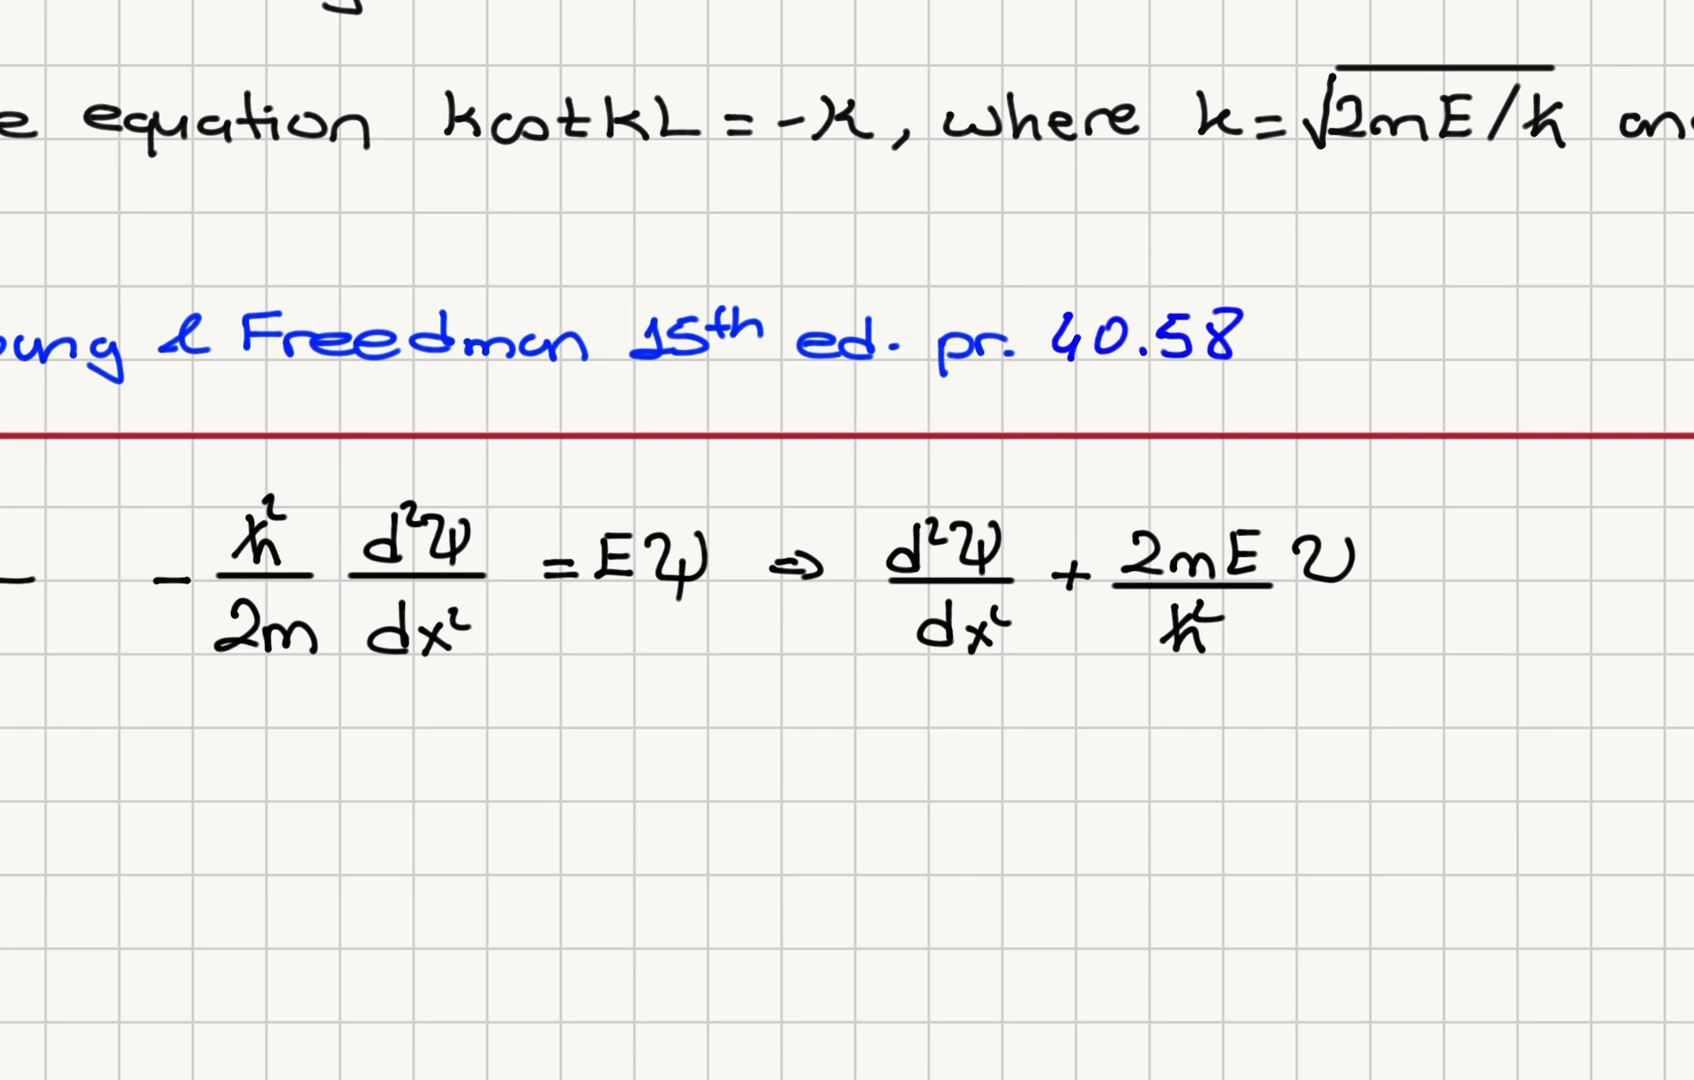 equation kcotkL = -κ, where k = √2mE/ħ an
oung & Freedman 15th ed. pr. 40.58
- -ħ²/2m d²ψ/dx² = Eψ ⇒ d²ψ/dx² + 2mE/ħ²